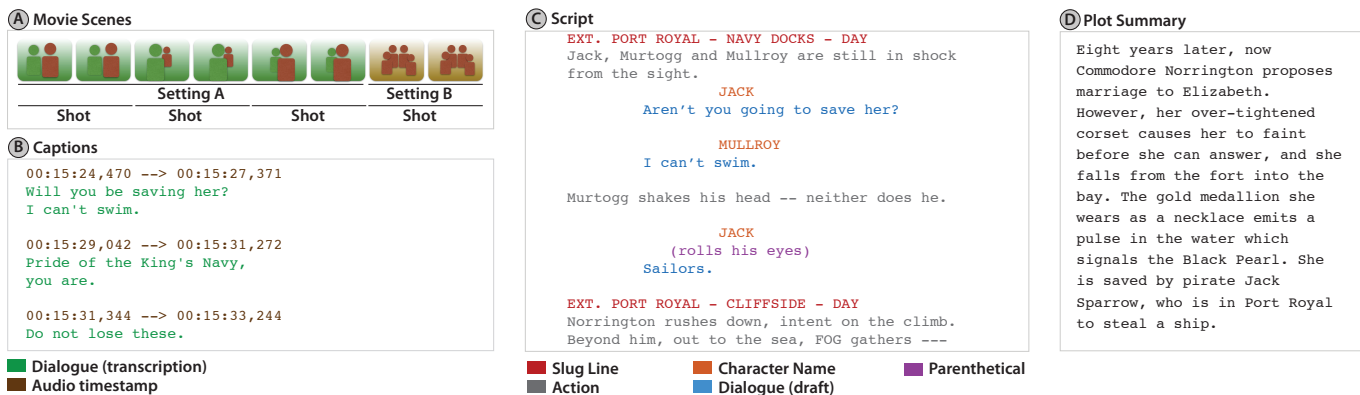 A Movie Scenes
Setting A Setting B
Shot Shot Shot Shot
B Captions
00:15:24,470 --> 00:15:27,371
Will you be saving her?
I can't swim.
00:15:29,042 --> 00:15:31,272
Pride of the King's Navy,
you are.
00:15:31,344 --> 00:15:33,244
Do not lose these.
Dialogue (transcription)
Audio timestamp
C Script
EXT. PORT ROYAL – NAVY DOCKS – DAY
Jack, Murtogg and Mullroy are still in shock
from the sight.
JACK
Aren’t you going to save her?
MULLROY
I can’t swim.
Murtogg shakes his head -- neither does he.
JACK
(rolls his eyes)
Sailors.
EXT. PORT ROYAL – CLIFFSIDE – DAY
Norrington rushes down, intent on the climb.
Beyond him, out to the sea, FOG gathers ---
Slug Line
Character Name
Parenthetical
Action
Dialogue (draft)
D Plot Summary
Eight years later, now
Commodore Norrington proposes
marriage to Elizabeth.
However, her over-tightened
corset causes her to faint
before she can answer, and she
falls from the fort into the
bay. The gold medallion she
wears as a necklace emits a
pulse in the water which
signals the Black Pearl. She
is saved by pirate Jack
Sparrow, who is in Port Royal
to steal a ship.